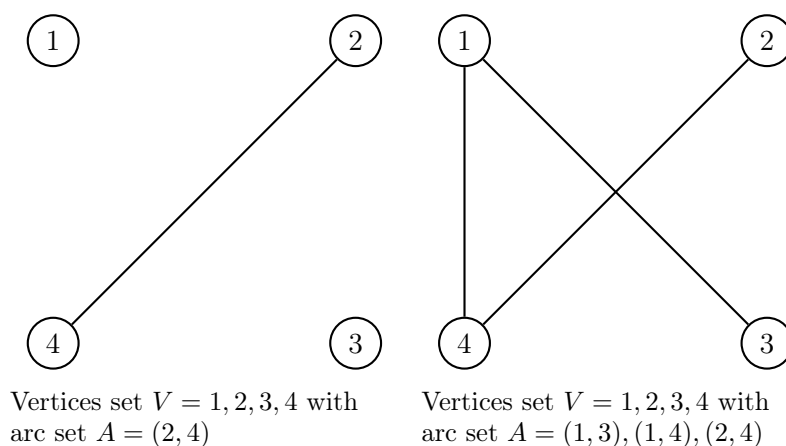 1
2
4
3
Vertices set V = 1, 2, 3, 4 with
arc set A = (2, 4)
1
2
4
3
Vertices set V = 1, 2, 3, 4 with
arc set A = (1, 3), (1, 4), (2, 4)